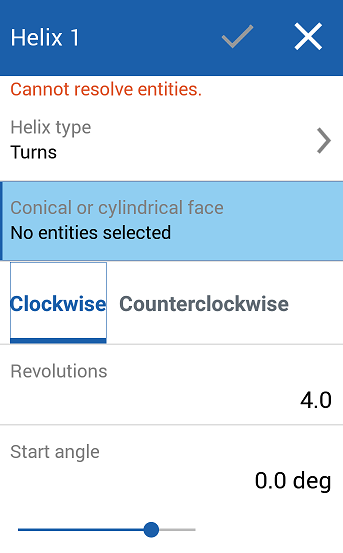 Helix 1
Cannot resolve entities.
Helix type
Turns
Conical or cylindrical face
No entities selected
Clockwise Counterclockwise
Revolutions
4.0
Start angle
0.0 deg